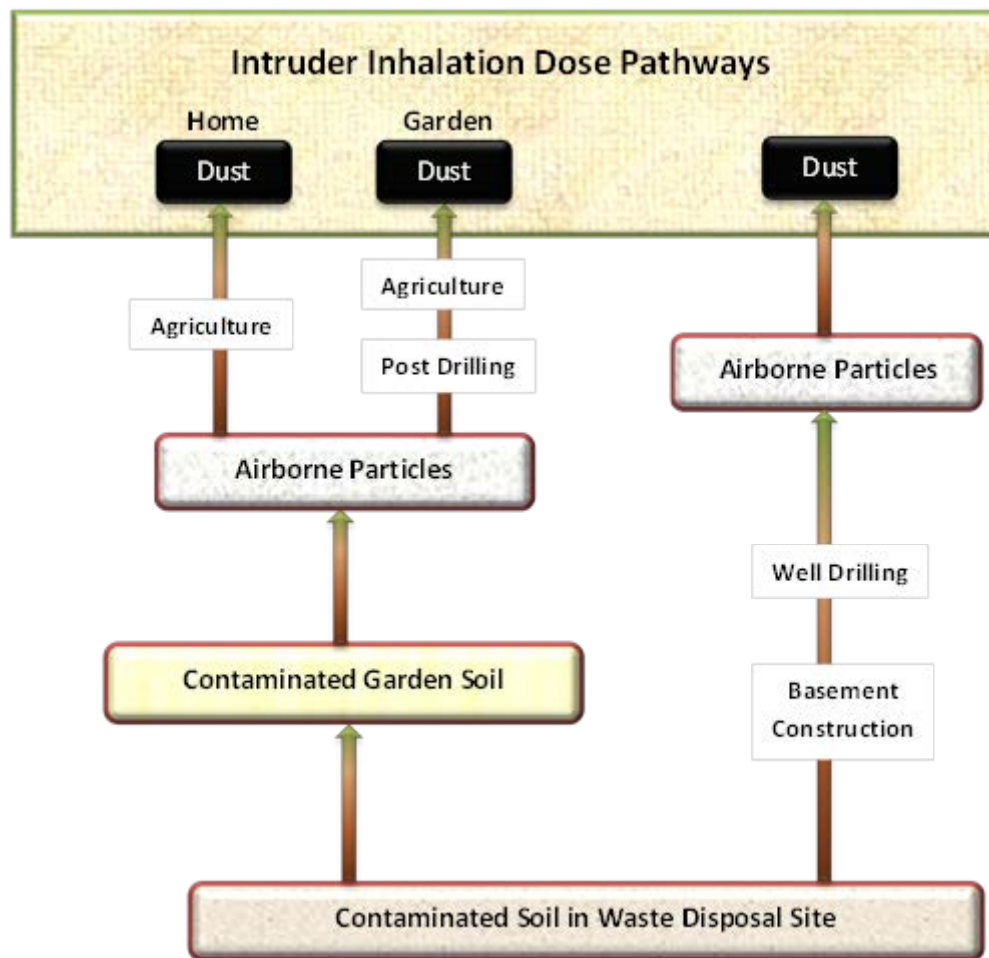 Intruder Inhalation Dose Pathways
Home
Garden
Dust
Dust
Dust
Agriculture
Agriculture
Post Drilling
Airborne Particles
Airborne Particles
Well Drilling
Contaminated Garden Soil
Basement
Construction
Contaminated Soil in Waste Disposal Site